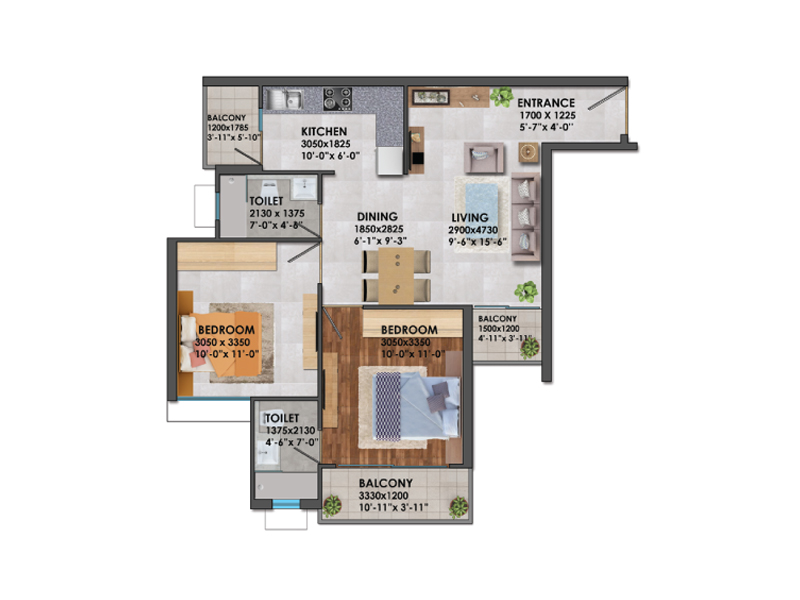 BALCONY
1200x1785
3'-11"x 5'-10"
KITCHEN
3050x1825
10'-0"x 6'-0"
ENTRANCE
1700 X 1225
5'-7"x 4'-0"
TOILET
2130 x 1375
7'-0"x 4'-6"
DINING
1850x2825
6'-1"x 9'-3"
LIVING
2900x4730
9'-6"x 15'-6"
BEDROOM
3050 x 3350
10'-0"x 11'-0"
BEDROOM
3050x3350
10'-0"x 11'-0"
BALCONY
1500x1200
4'-11"x 3'-11"
TOILET
1375x2130
4'-6"x 7'-0"
BALCONY
3330x1200
10'-11"x 3'-11"